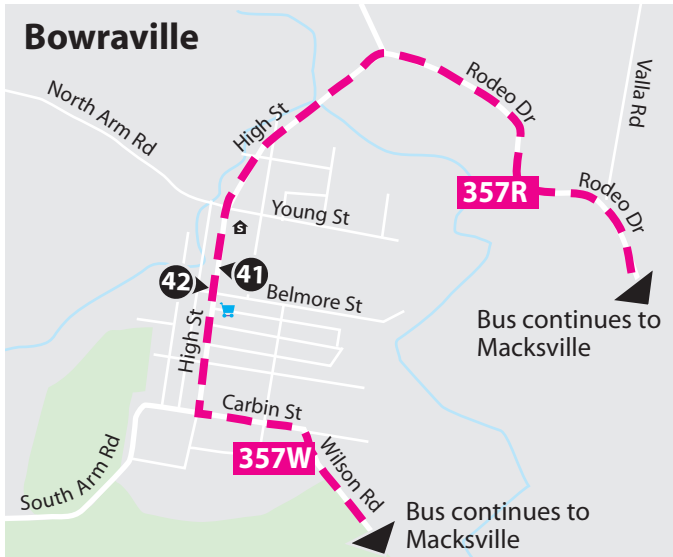 Bowraville
North Arm Rd
High St
Rodeo Dr
Valla Rd
357R
Rodeo Dr
Young St
S
41
42
Belmore St
High St
Bus continues to
Macksville
Carbin St
357W
Wilson Rd
South Arm Rd
Bus continues to
Macksville